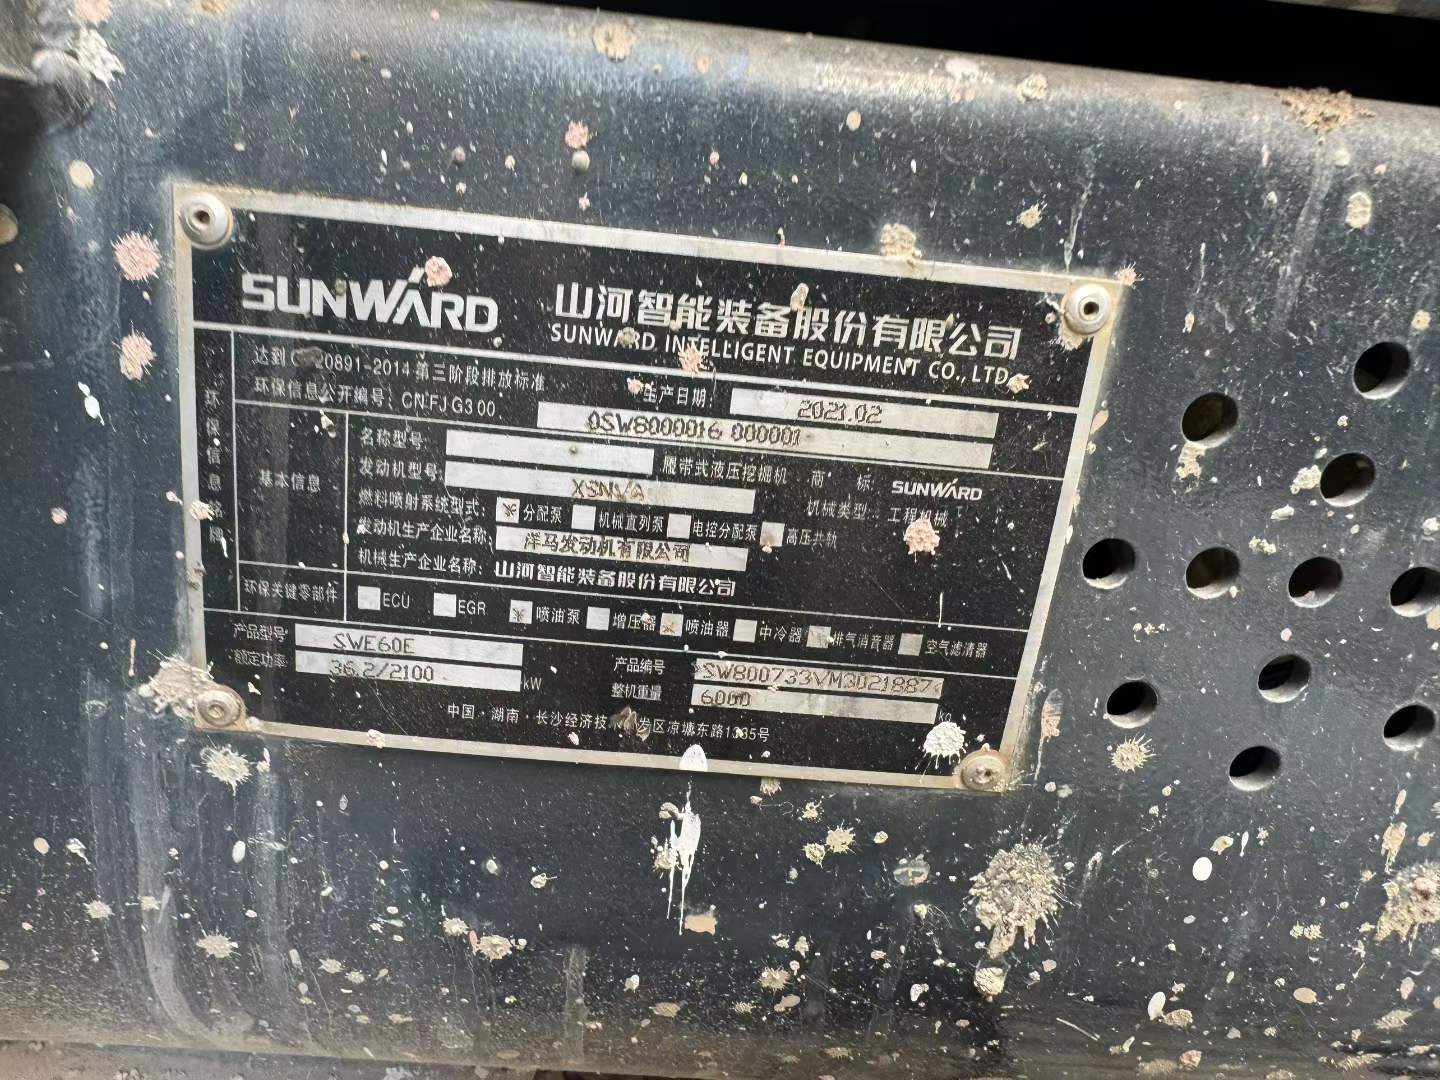 SUNWARD 山河智能装备股份有限公司
SUNWARD INTELLIGENT EQUIPMENT CO., LTD
达到 20891-2014 第三阶段排放标准 生产日期: 2021.02
环保信息公开编号: CN FJ G3 00 0SW8000016 000001
环保信息
基本信息
名称型号: 履带式液压挖掘机 商 标: SUNWARD
发动机型号: 机械类型: 工程机械
燃料喷射系统型式: 分配泵 机械直列泵 电控分配泵 高压共轨
发动机生产企业名称: 洋马发动机有限公司
机械生产企业名称: 山河智能装备股份有限公司
环保关键零部件 ECU EGR 喷油泵 增压器 喷油器 中冷器 排气消音器 空气滤清器
产品型号 SWE60E 产品编号 SW800733VM3021887
额定功率 36.2/2100 kW 整机重量 6000 kg
中国·湖南·长沙经济技 发区凉塘东路1335号